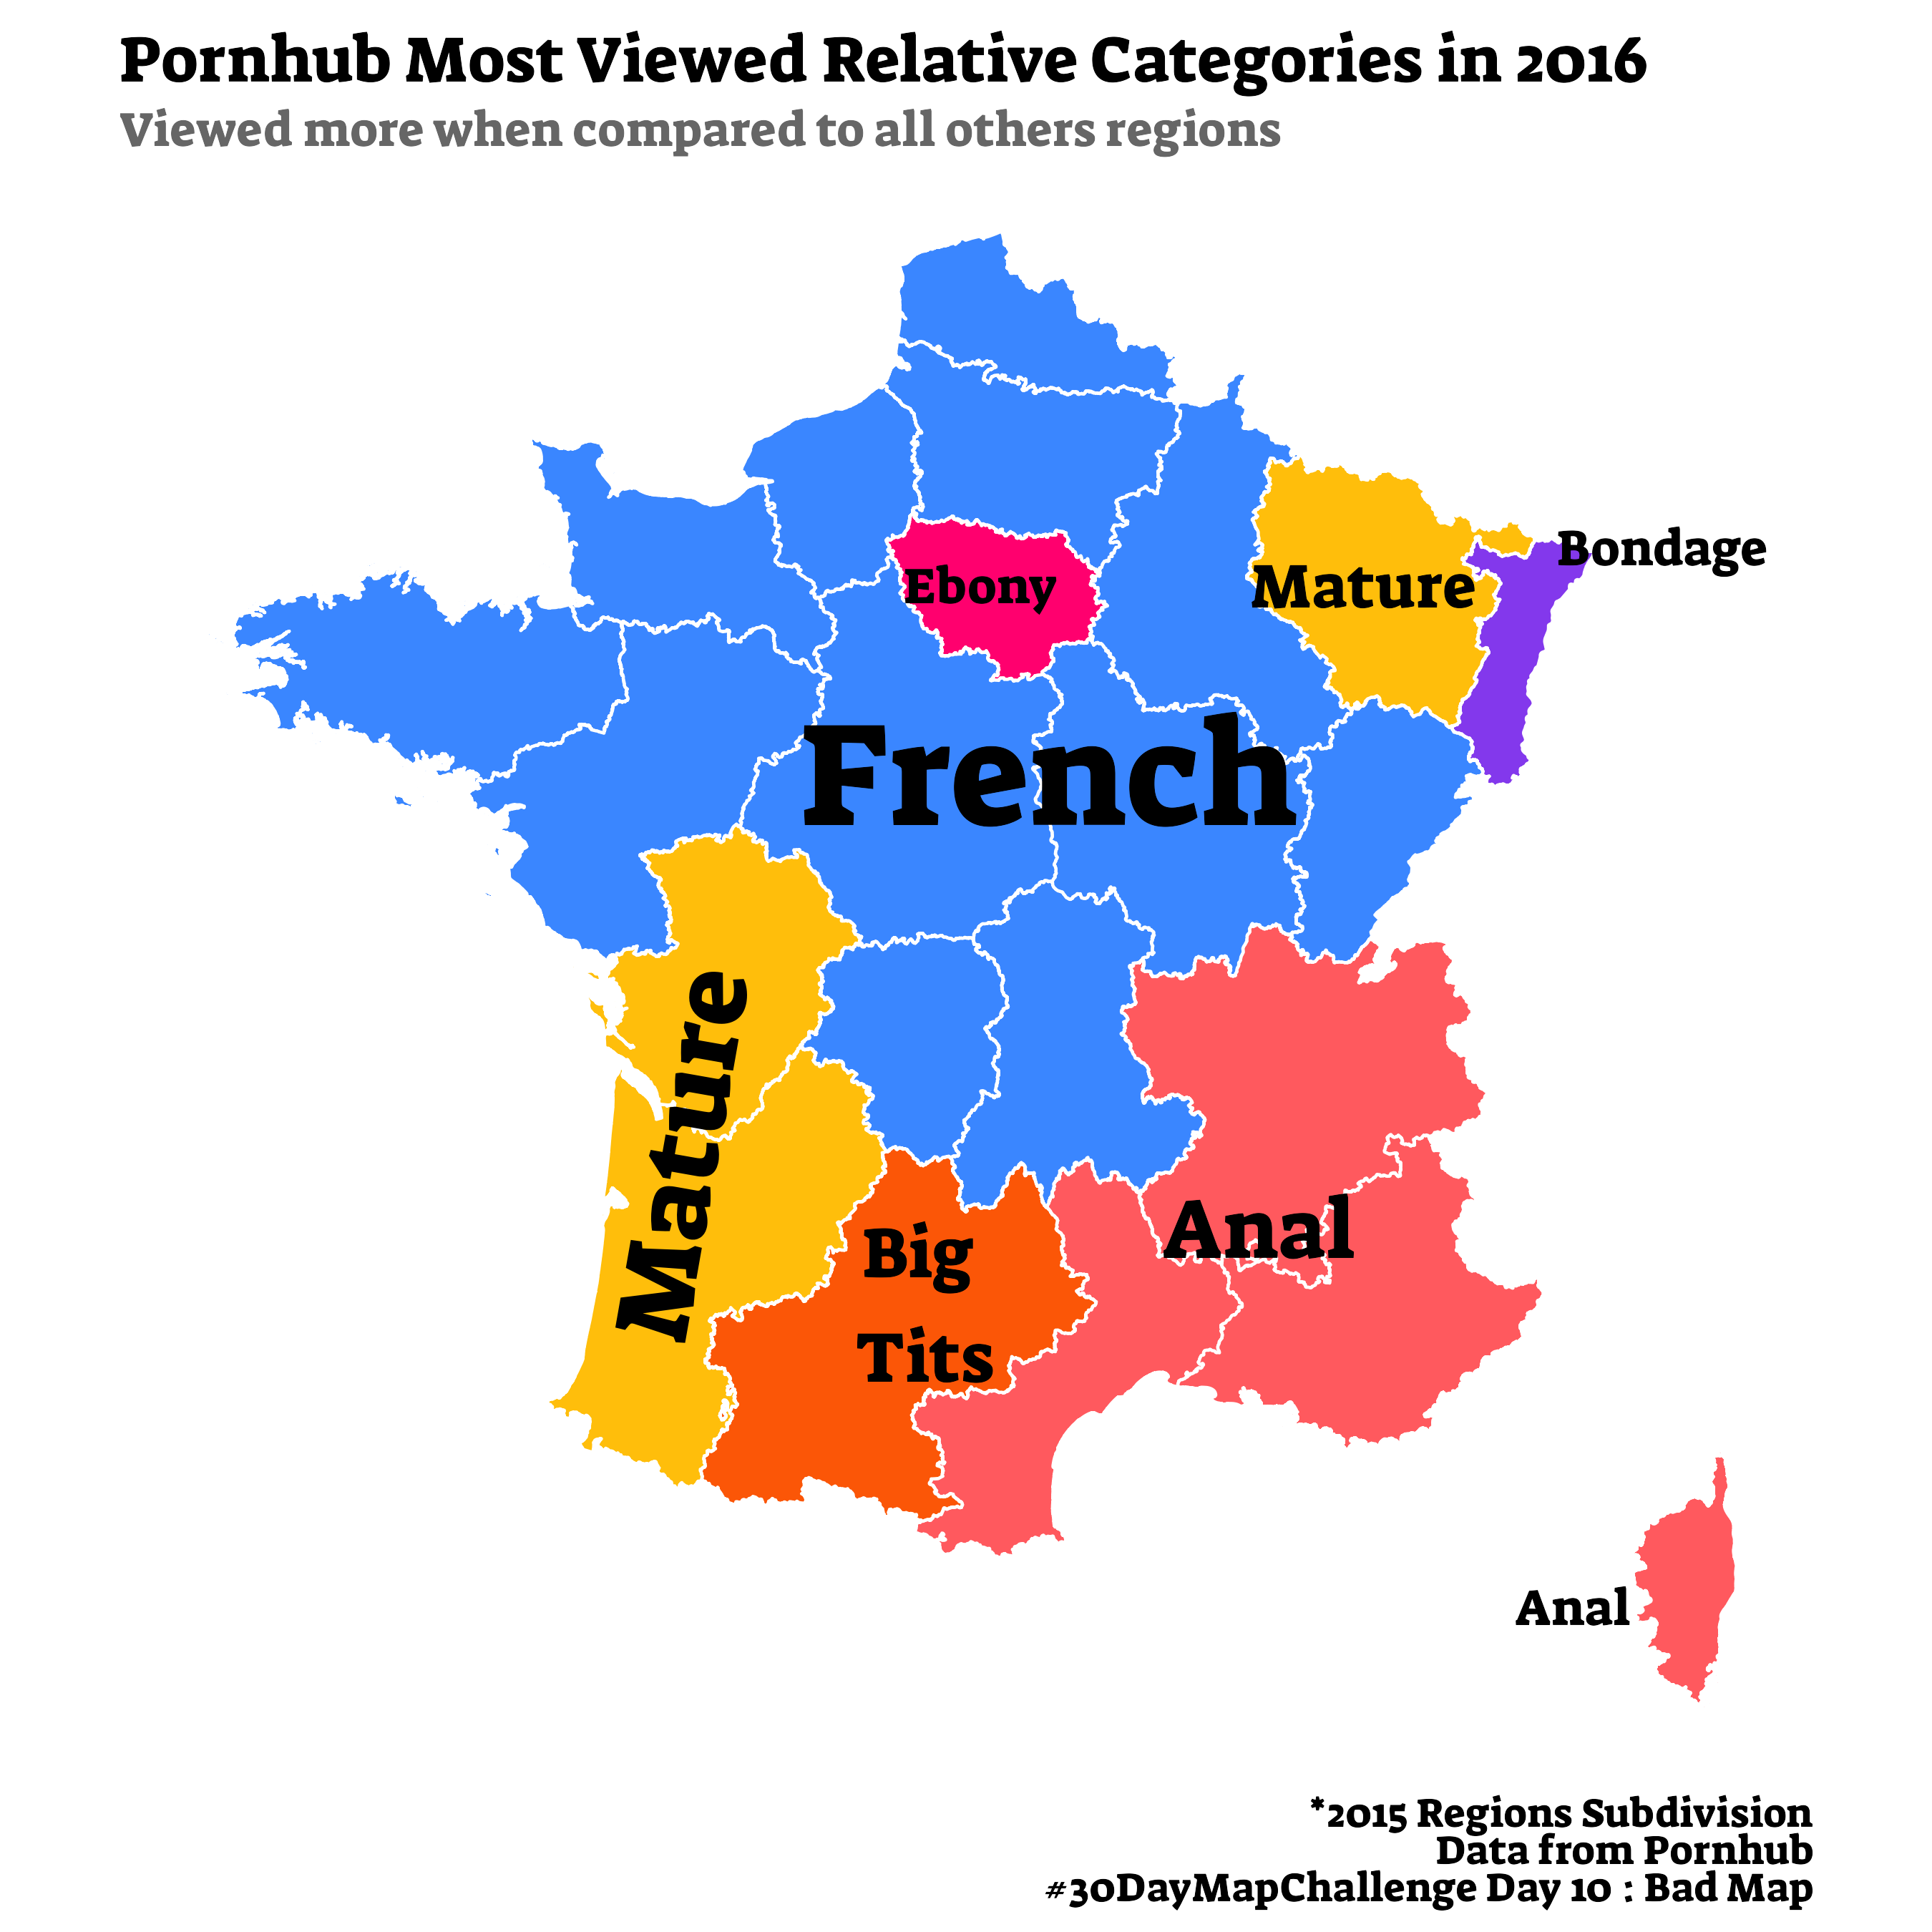 Pornhub Most Viewed Relative Categories in 2016
Viewed more when compared to all others regions
Bondage
Ebony
Mature
French
Mature
Big
Tits
Anal
Anal
*2015 Regions Subdivision
Data from Pornhub
#30DayMapChallenge Day 10 : Bad Map